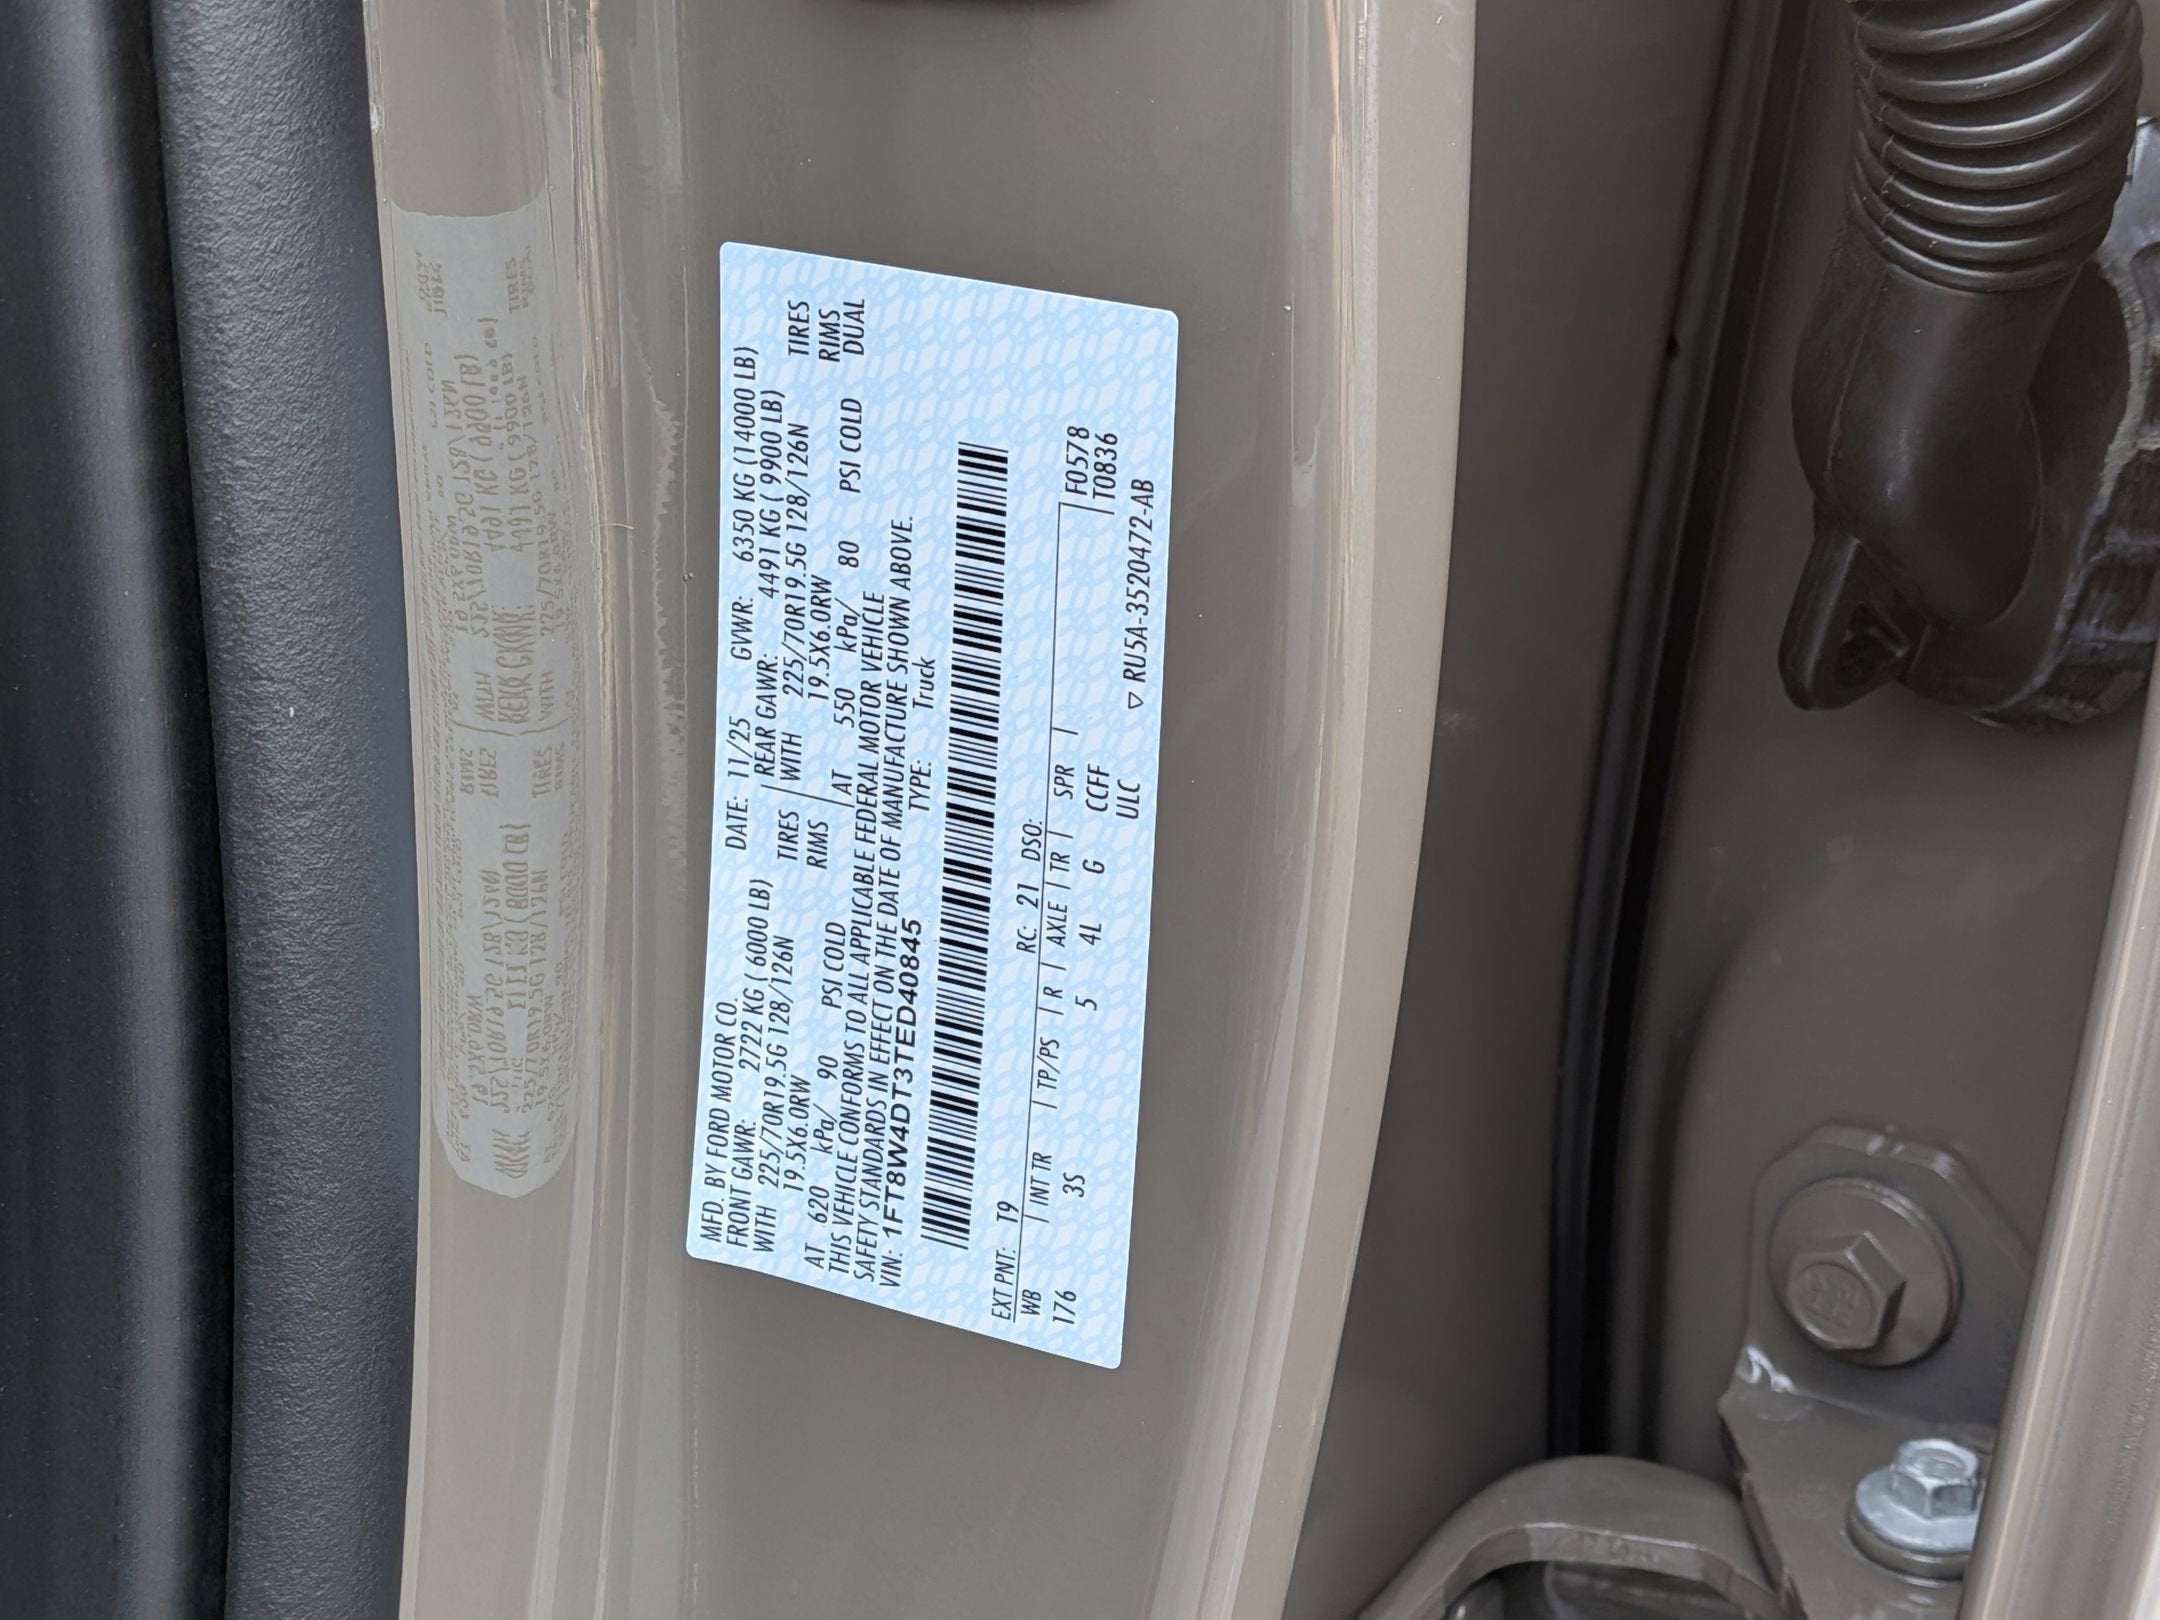 MFD. BY FORD MOTOR CO. DATE: 11/25 GVWR: 6350 KG (14000 LB)
FRONT GAWR: 2722 KG ( 6000 LB) REAR GAWR: 4491 KG ( 9900 LB)
WITH 225/70R19.5G 128/126N TIRES WITH 225/70R19.5G 128/126N TIRES
19.5X6.0RW RIMS 19.5X6.0RW RIMS
AT 620 kPa/ 90 PSI COLD AT 550 kPa/ 80 PSI COLD DUAL
THIS VEHICLE CONFORMS TO ALL APPLICABLE FEDERAL MOTOR VEHICLE
SAFETY STANDARDS IN EFFECT ON THE DATE OF MANUFACTURE SHOWN ABOVE.
VIN: 1FT8W4DT3TED40845 TYPE: Truck
EXT PNT: T9 RC: 21 DSO:
WB | INT TR | TP/PS | R | AXLE | TR | SPR | F0578
176 3S 5 4L G CCFF T0836
ULC ▽ RU5A-3520472-AB